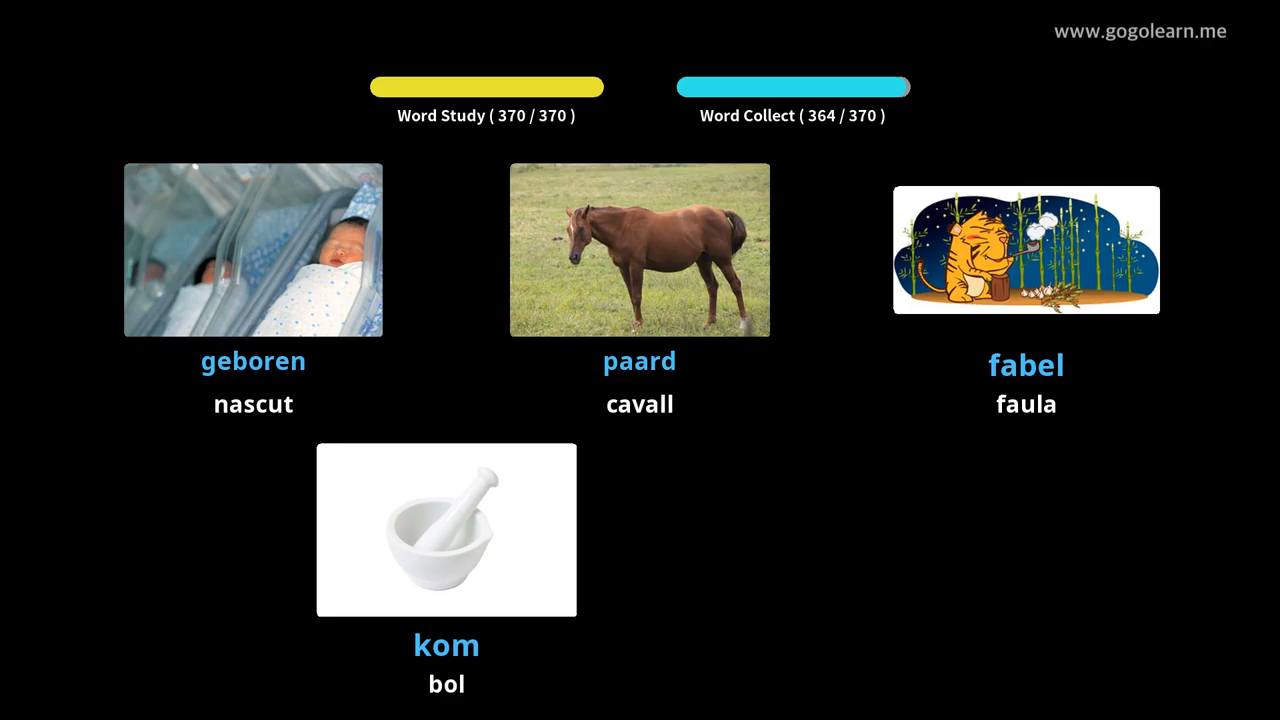 www.gogolearn.me
Word Study ( 370 / 370 )
Word Collect ( 364 / 370 )
geboren
nascut
paard
cavall
fabel
faula
kom
bol